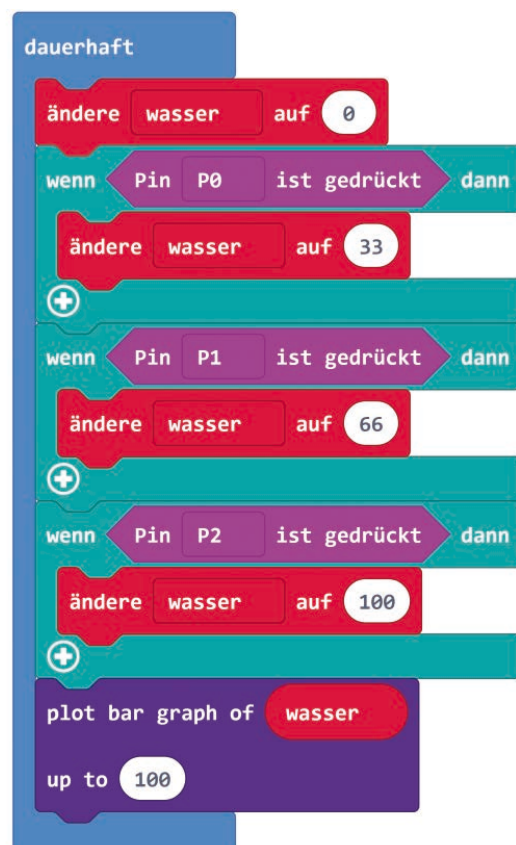 dauerhaft
ändere wasser auf 0
wenn Pin P0 ist gedrückt dann
ändere wasser auf 33
wenn Pin P1 ist gedrückt dann
ändere wasser auf 66
wenn Pin P2 ist gedrückt dann
ändere wasser auf 100
plot bar graph of wasser
up to 100